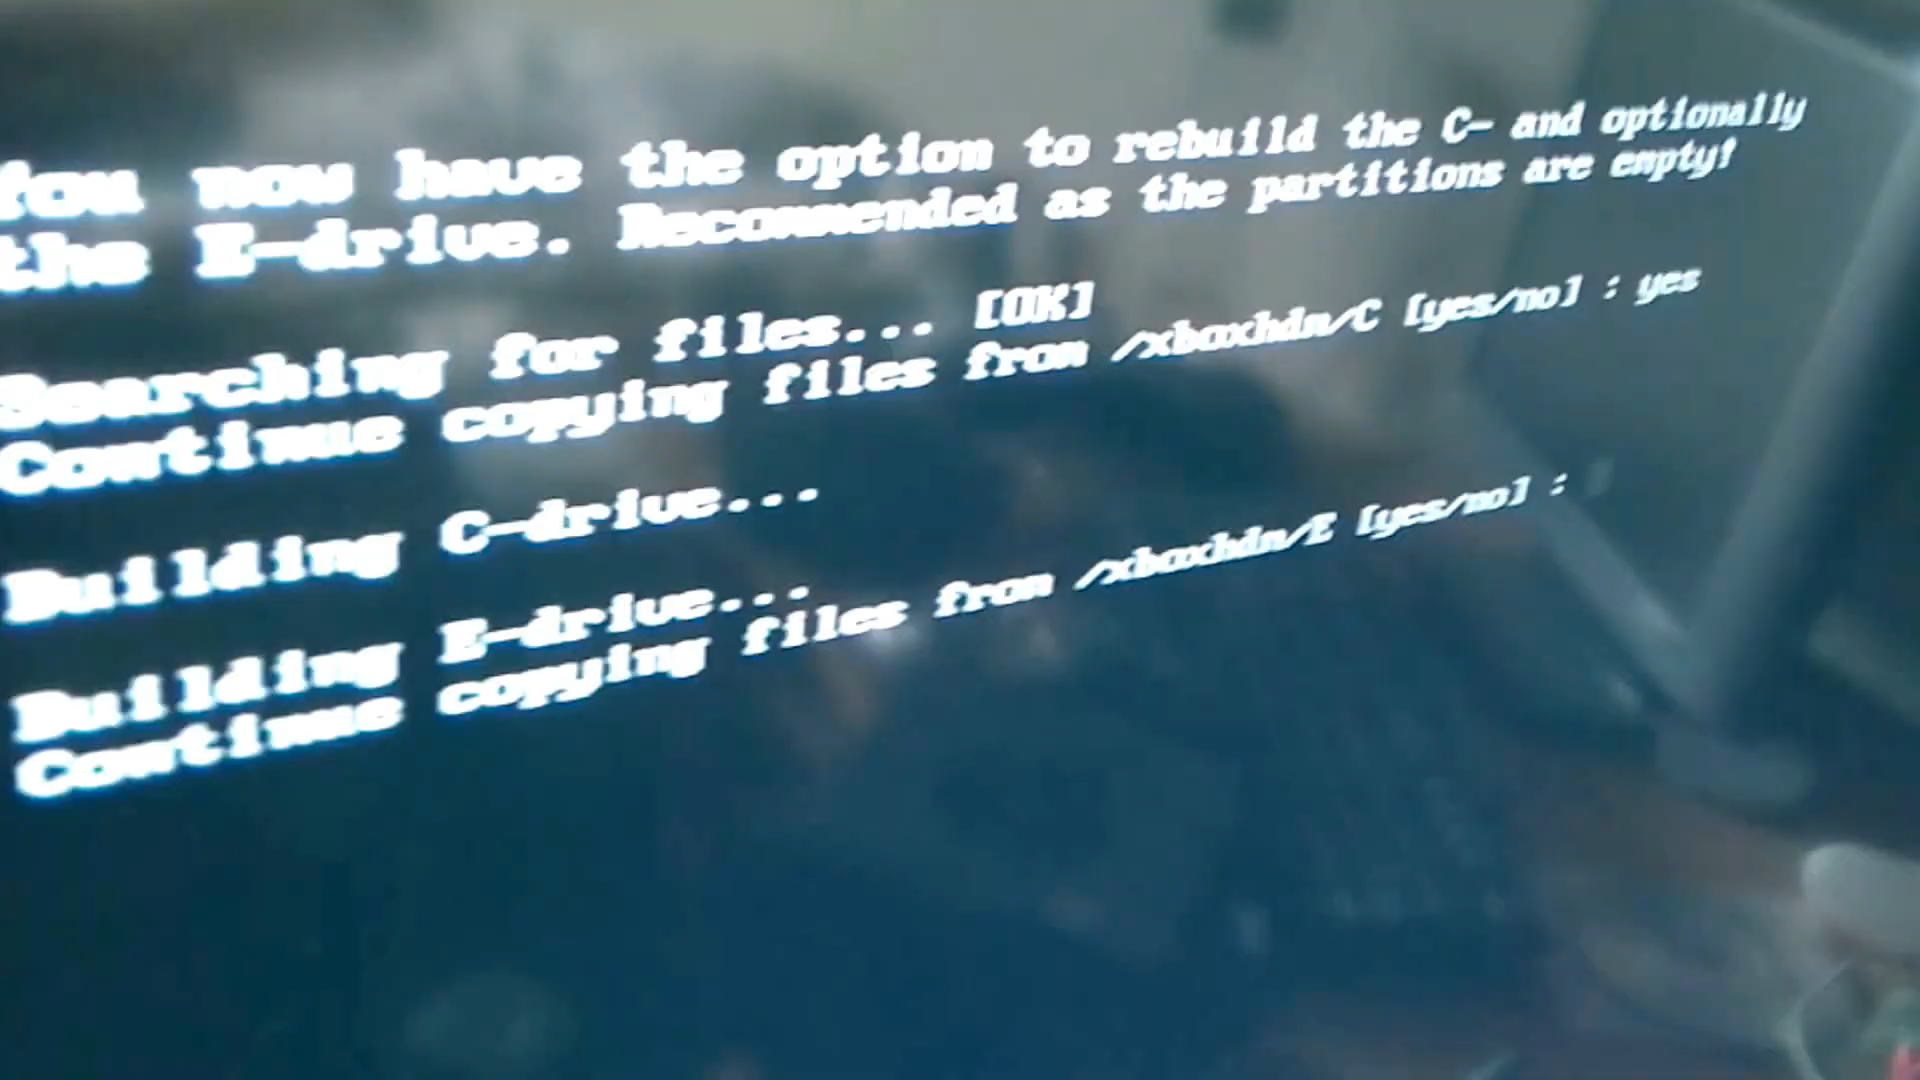 You now have the option to rebuild the C- and optionally
the E-drive. Recommended as the partitions are empty!
Searching for files... [OK]
Continue copying files from /xboxhdm/C [yes/no] : yes
Building C-drive...
Building E-drive...
Continue copying files from /xboxhdm/E [yes/no] :